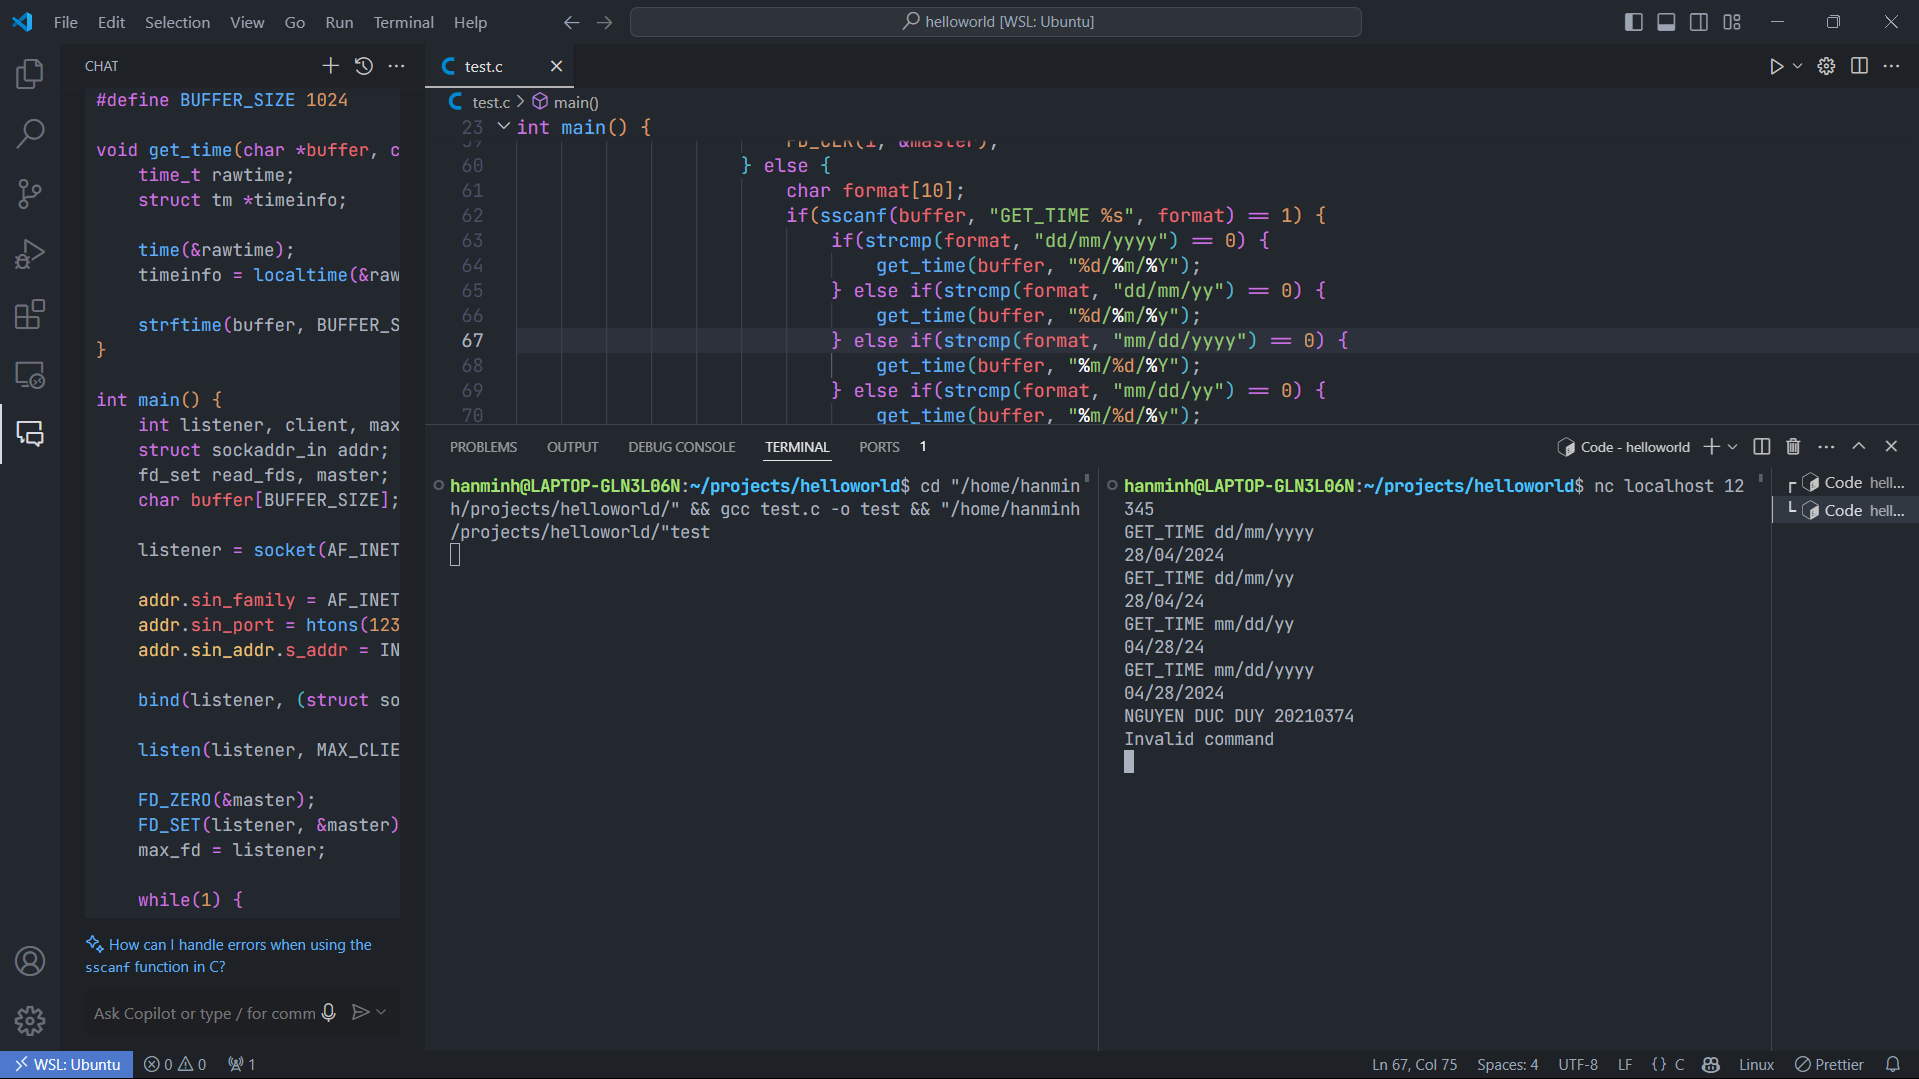 File Edit Selection View Go Run Terminal Help
helloworld [WSL: Ubuntu]
CHAT
#define BUFFER_SIZE 1024
void get_time(char *buffer, c
time_t rawtime;
struct tm *timeinfo;
time(&rawtime);
timeinfo = localtime(&raw
strftime(buffer, BUFFER_S
}
int main() {
int listener, client, max
struct sockaddr_in addr;
fd_set read_fds, master;
char buffer[BUFFER_SIZE];
listener = socket(AF_INET
addr.sin_family = AF_INET
addr.sin_port = htons(123
addr.sin_addr.s_addr = IN
bind(listener, (struct so
listen(listener, MAX_CLIE
FD_ZERO(&master);
FD_SET(listener, &master)
max_fd = listener;
while(1) {
How can I handle errors when using the
sscanf function in C?
Ask Copilot or type / for comm
test.c
test.c > main()
23 int main() {
59 FD_CLR(i, &master);
60 } else {
61 char format[10];
62 if(sscanf(buffer, "GET_TIME %s", format) == 1) {
63 if(strcmp(format, "dd/mm/yyyy") == 0) {
64 get_time(buffer, "%d/%m/%Y");
65 } else if(strcmp(format, "dd/mm/yy") == 0) {
66 get_time(buffer, "%d/%m/%y");
67 } else if(strcmp(format, "mm/dd/yyyy") == 0) {
68 get_time(buffer, "%m/%d/%Y");
69 } else if(strcmp(format, "mm/dd/yy") == 0) {
70 get_time(buffer, "%m/%d/%y");
PROBLEMS OUTPUT DEBUG CONSOLE TERMINAL PORTS 1
Code - helloworld
hanminh@LAPTOP-GLN3L06N:~/projects/helloworld$ cd "/home/hanmin
h/projects/helloworld/" && gcc test.c -o test && "/home/hanminh
/projects/helloworld/"test
hanminh@LAPTOP-GLN3L06N:~/projects/helloworld$ nc localhost 12
345
GET_TIME dd/mm/yyyy
28/04/2024
GET_TIME dd/mm/yy
28/04/24
GET_TIME mm/dd/yy
04/28/24
GET_TIME mm/dd/yyyy
04/28/2024
NGUYEN DUC DUY 20210374
Invalid command
Code hell...
Code hell...
WSL: Ubuntu 0 0 1
Ln 67, Col 75 Spaces: 4 UTF-8 LF {} C Linux Prettier